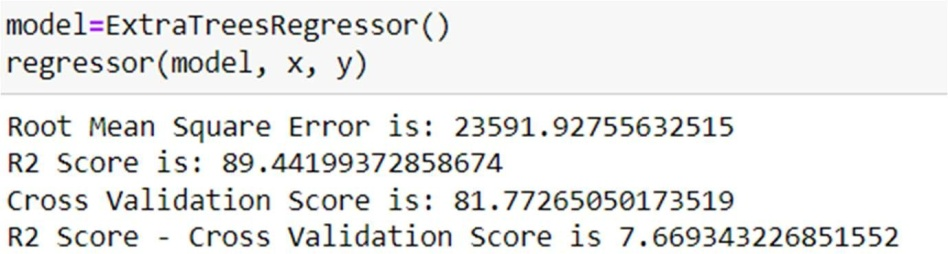 model=ExtraTreesRegressor()
regressor(model, x, y)
Root Mean Square Error is: 23591.92755632515
R2 Score is: 89.44199372858674
Cross Validation Score is: 81.77265050173519
R2 Score - Cross Validation Score is 7.669343226851552